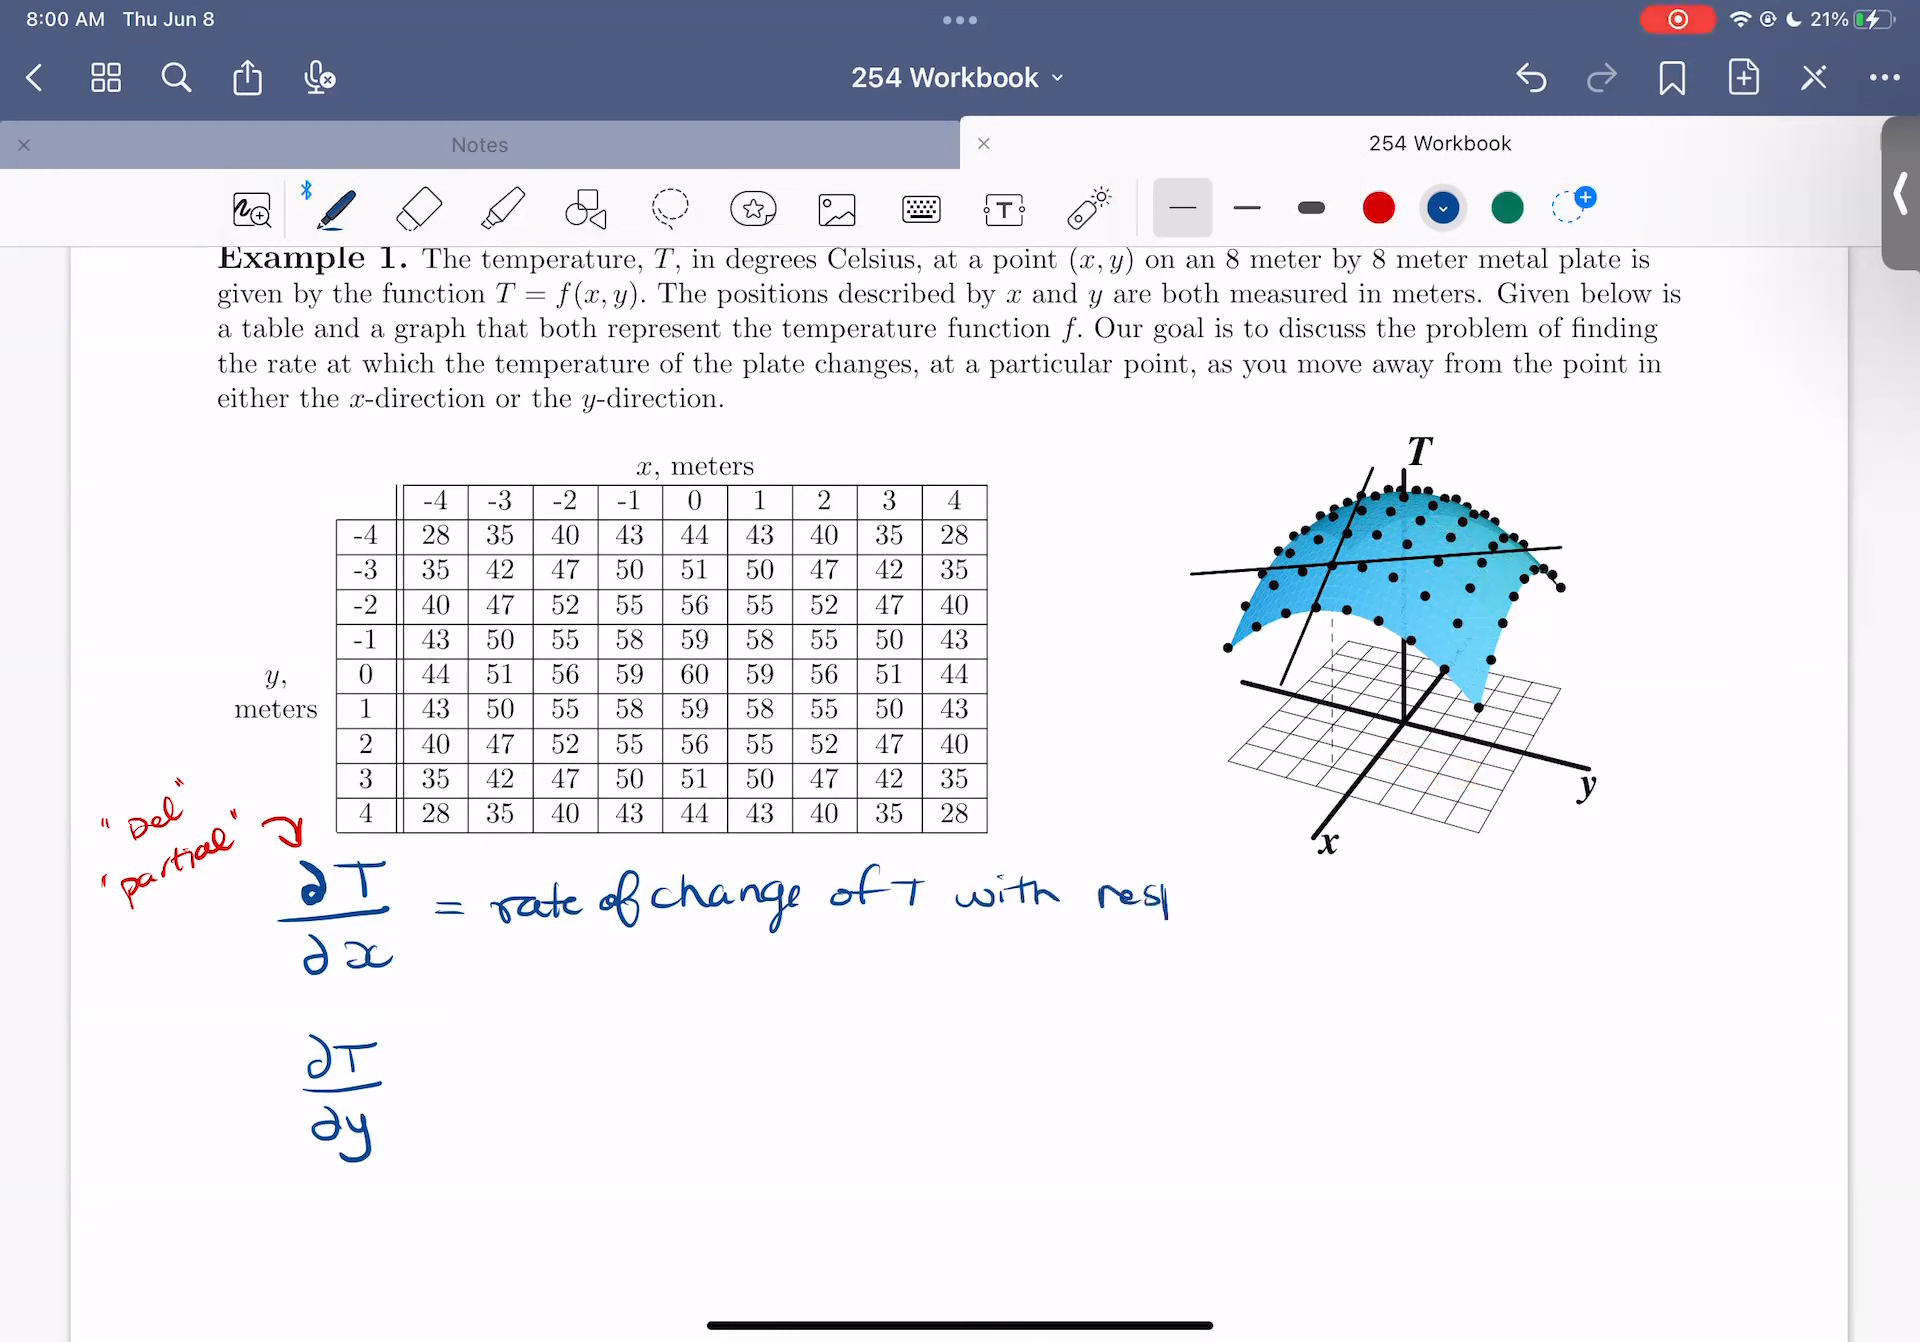 8:00 AM Thu Jun 8
21%
254 Workbook
Notes
254 Workbook
Example 1. The temperature, T, in degrees Celsius, at a point (x, y) on an 8 meter by 8 meter metal plate is
given by the function T = f(x, y). The positions described by x and y are both measured in meters. Given below is
a table and a graph that both represent the temperature function f. Our goal is to discuss the problem of finding
the rate at which the temperature of the plate changes, at a particular point, as you move away from the point in
either the x-direction or the y-direction.
x, meters
-4 -3 -2 -1 0 1 2 3 4
-4 28 35 40 43 44 43 40 35 28
-3 35 42 47 50 51 50 47 42 35
-2 40 47 52 55 56 55 52 47 40
-1 43 50 55 58 59 58 55 50 43
y, 0 44 51 56 59 60 59 56 51 44
meters 1 43 50 55 58 59 58 55 50 43
2 40 47 52 55 56 55 52 47 40
3 35 42 47 50 51 50 47 42 35
4 28 35 40 43 44 43 40 35 28
T
y
x
"Del"
"partial"
∂T
∂x
= rate of change of T with resp
∂T
∂y